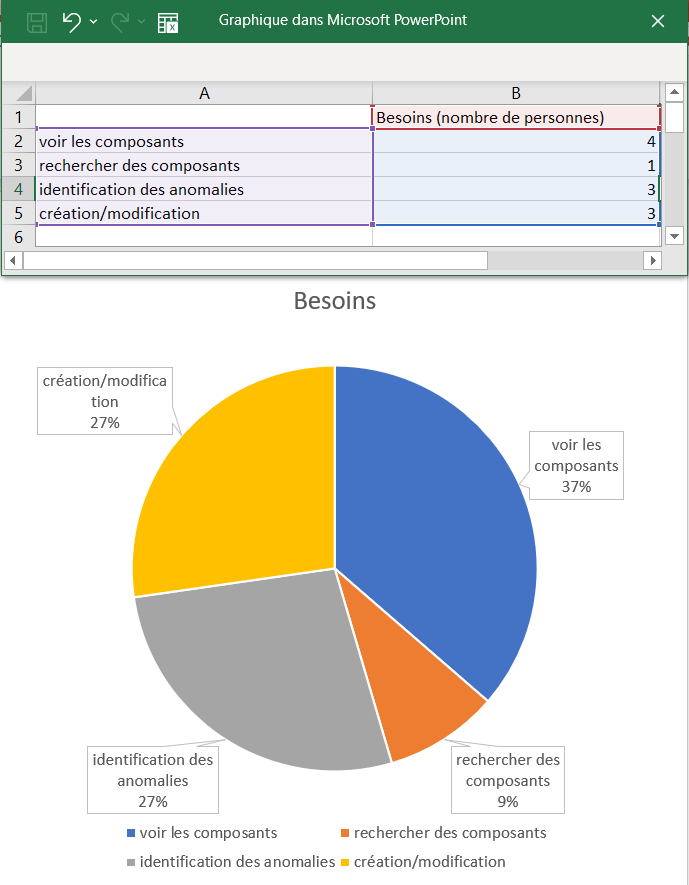 Graphique dans Microsoft PowerPoint
A B
1 Besoins (nombre de personnes)
2 voir les composants 4
3 rechercher des composants 1
4 identification des anomalies 3
5 création/modification 3
6
Besoins
création/modifica
tion
27%
voir les
composants
37%
identification des
anomalies
27%
rechercher des
composants
9%
voir les composants
rechercher des composants
identification des anomalies
création/modification